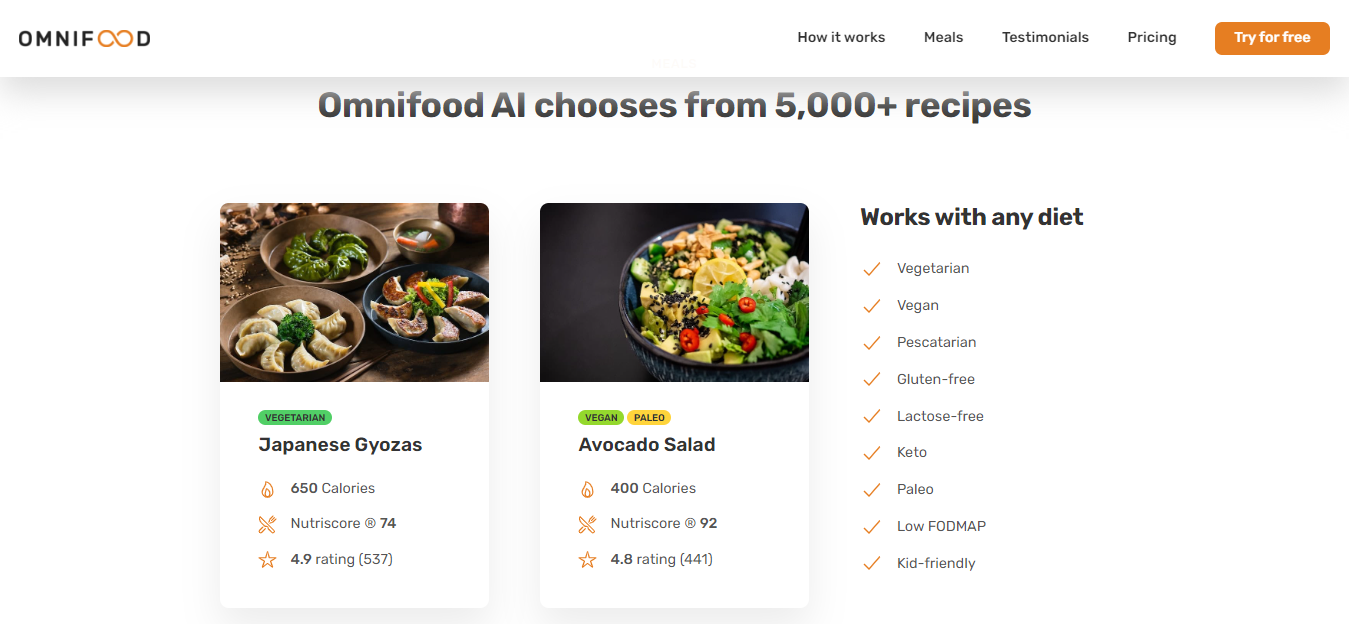 OMNIFOOD
How it works
Meals
Testimonials
Pricing
Try for free
MEALS
Omnifood AI chooses from 5,000+ recipes
VEGETARIAN
Japanese Gyozas
650 Calories
Nutriscore ® 74
4.9 rating (537)
VEGAN PALEO
Avocado Salad
400 Calories
Nutriscore ® 92
4.8 rating (441)
Works with any diet
Vegetarian
Vegan
Pescatarian
Gluten-free
Lactose-free
Keto
Paleo
Low FODMAP
Kid-friendly